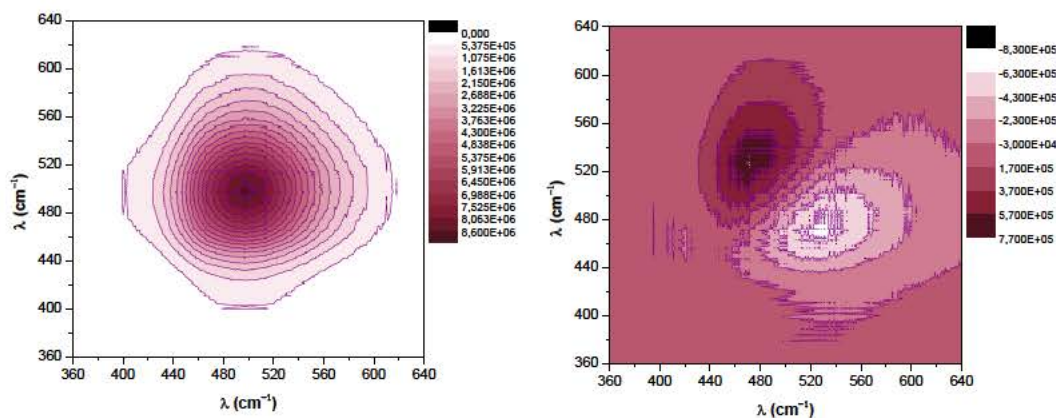 640
600
560
520
480
440
400
360
λ (cm⁻¹)
360 400 440 480 520 560 600 640
λ (cm⁻¹)
0,000
5,375E+05
1,075E+06
1,613E+06
2,150E+06
2,688E+06
3,225E+06
3,763E+06
4,300E+06
4,838E+06
5,375E+06
5,913E+06
6,450E+06
6,988E+06
7,525E+06
8,063E+06
8,600E+06
640
600
560
520
480
440
400
360
λ (cm⁻¹)
360 400 440 480 520 560 600 640
λ (cm⁻¹)
-8,300E+05
-6,300E+05
-4,300E+05
-2,300E+05
-3,000E+04
1,700E+05
3,700E+05
5,700E+05
7,700E+05